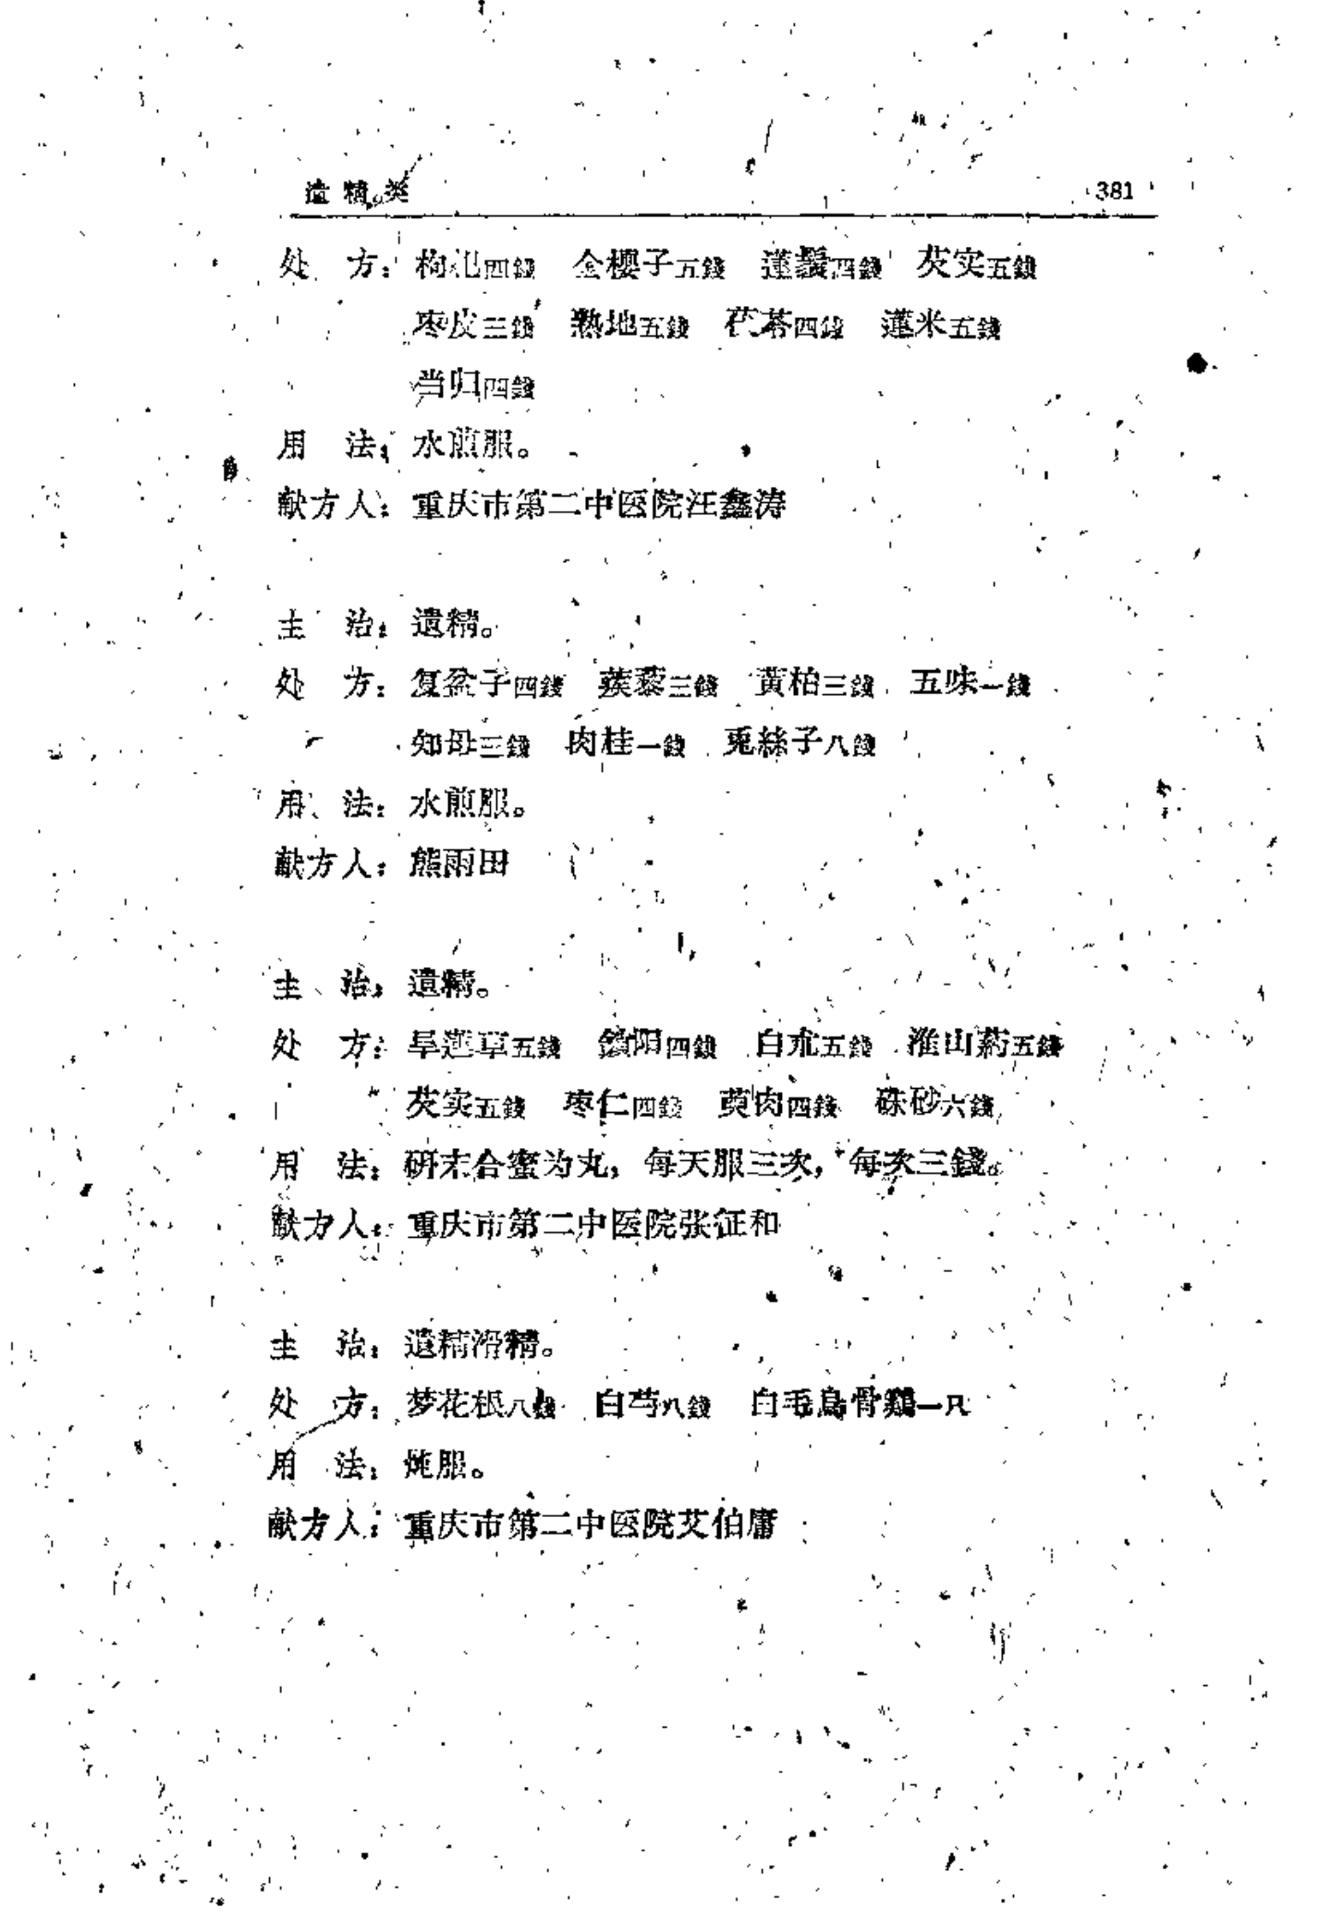 遺精类 381
处　方：枸杞四錢　金櫻子五錢　蓮鬚四錢　芡实五錢
枣皮三錢　熟地五錢　茯苓四錢　蓮米五錢
当归四錢
用　法：水煎服。
献方人：重庆市第二中医院汪鑫涛
主　治：遺精。
处　方：复盆子四錢　蒺藜三錢　黄柏三錢　五味一錢
知母三錢　肉桂一錢　兎絲子八錢
用　法：水煎服。
献方人：熊雨田
主　治：遺精。
处　方：旱蓮草五錢　鎖阳四錢　白朮五錢　淮山药五錢
芡实五錢　枣仁四錢　萸肉四錢　硃砂六錢
用　法：研末合蜜为丸，每天服三次，每次三錢。
献方人：重庆市第二中医院张征和
主　治：遺精滑精。
处　方：梦花根八錢　白芍八錢　白毛烏骨鷄一只
用　法：炖服。
献方人：重庆市第二中医院艾伯庸